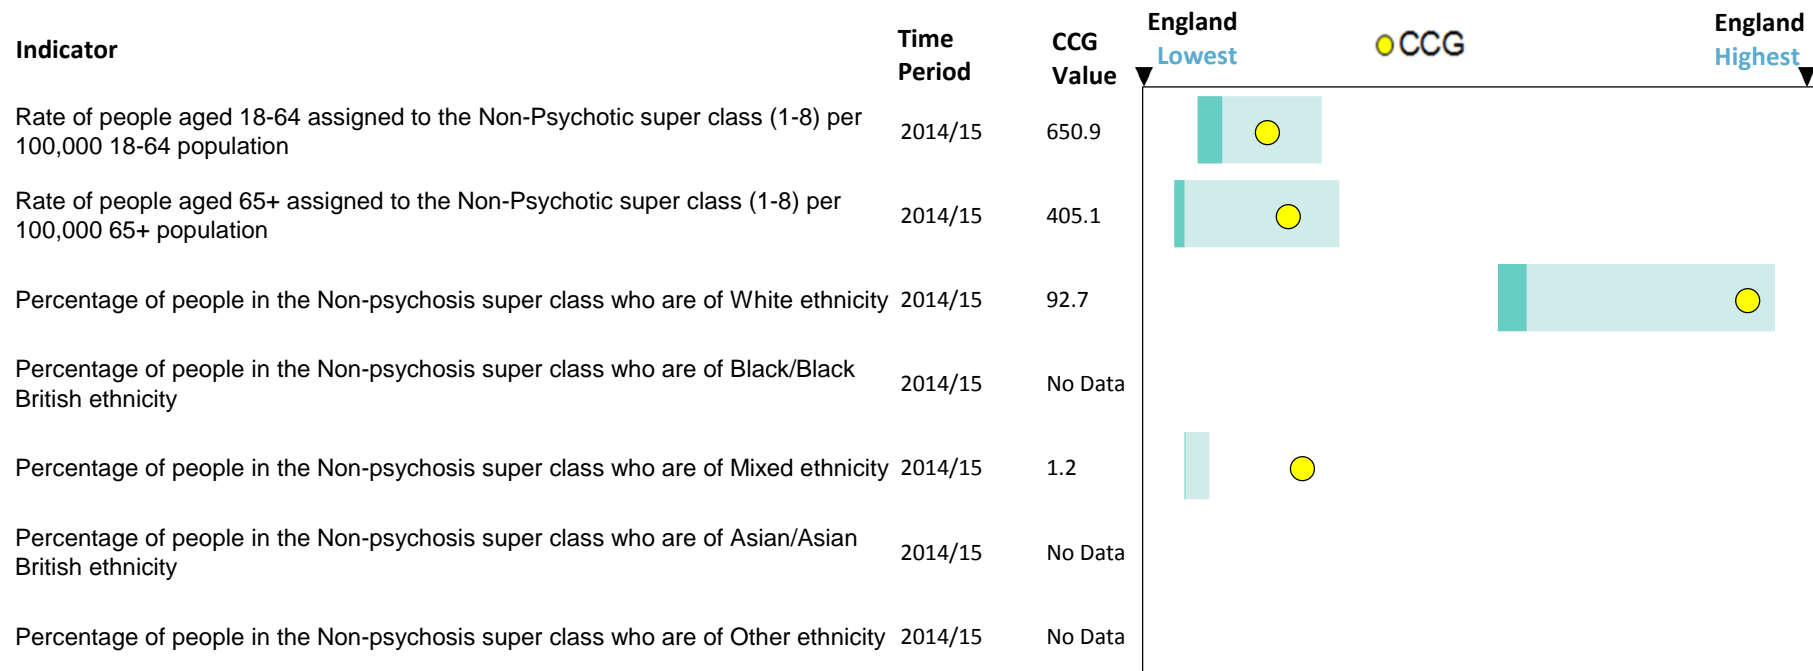 Indicator
Time
Period
CCG
Value
England
Lowest
CCG
England
Highest
Rate of people aged 18-64 assigned to the Non-Psychotic super class (1-8) per
100,000 18-64 population
2014/15
650.9
Rate of people aged 65+ assigned to the Non-Psychotic super class (1-8) per
100,000 65+ population
2014/15
405.1
Percentage of people in the Non-psychosis super class who are of White ethnicity
2014/15
92.7
Percentage of people in the Non-psychosis super class who are of Black/Black
British ethnicity
2014/15
No Data
Percentage of people in the Non-psychosis super class who are of Mixed ethnicity
2014/15
1.2
Percentage of people in the Non-psychosis super class who are of Asian/Asian
British ethnicity
2014/15
No Data
Percentage of people in the Non-psychosis super class who are of Other ethnicity
2014/15
No Data